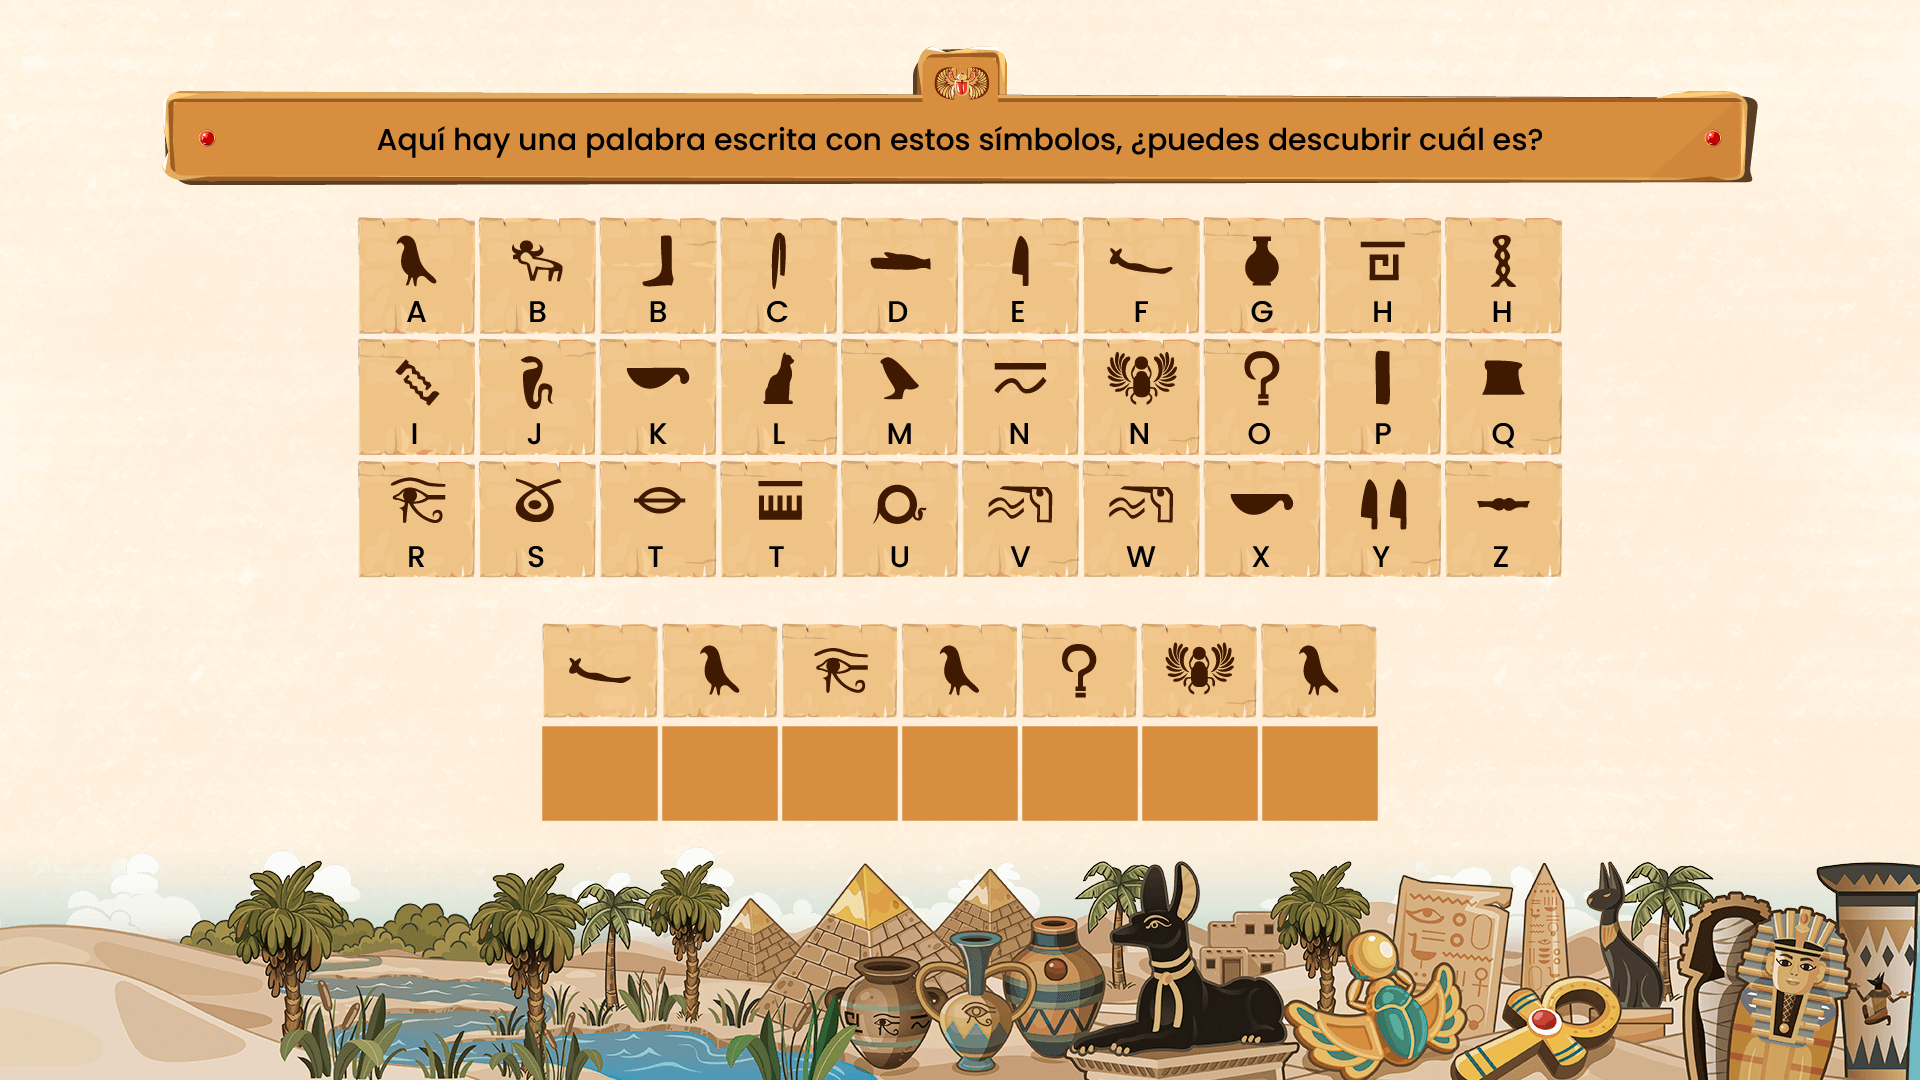 Aquí hay una palabra escrita con estos símbolos, ¿puedes descubrir cuál es?
A B B C D E F G H H
I J K L M N N O P Q
R S T T U V W X Y Z